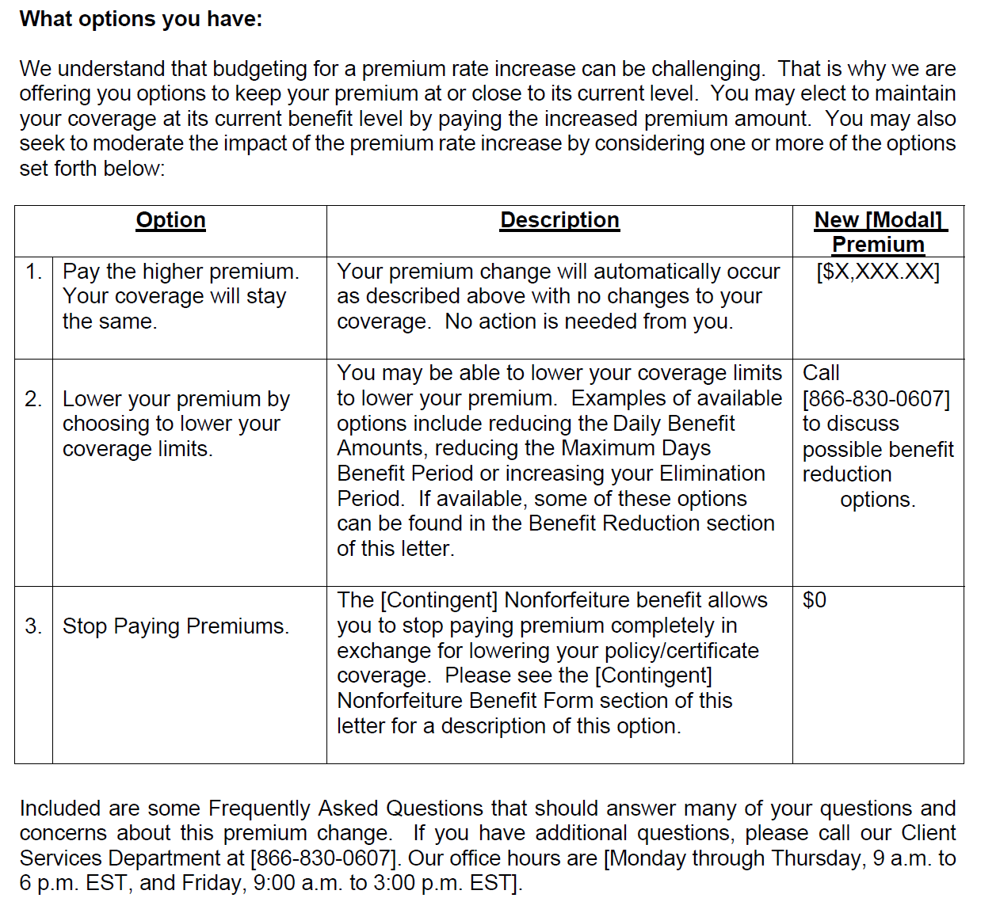 What options you have:
We understand that budgeting for a premium rate increase can be challenging.  That is why we are
offering you options to keep your premium at or close to its current level.  You may elect to maintain
your coverage at its current benefit level by paying the increased premium amount.  You may also
seek to moderate the impact of the premium rate increase by considering one or more of the options
set forth below:
Option
Description
New [Modal]
Premium
1. Pay the higher premium.
Your coverage will stay
the same.
Your premium change will automatically occur
as described above with no changes to your
coverage.  No action is needed from you.
[$X,XXX.XX]
2. Lower your premium by
choosing to lower your
coverage limits.
You may be able to lower your coverage limits
to lower your premium.  Examples of available
options include reducing the Daily Benefit
Amounts, reducing the Maximum Days
Benefit Period or increasing your Elimination
Period.  If available, some of these options
can be found in the Benefit Reduction section
of this letter.
Call
[866-830-0607]
to discuss
possible benefit
reduction
options.
3. Stop Paying Premiums.
The [Contingent] Nonforfeiture benefit allows
you to stop paying premium completely in
exchange for lowering your policy/certificate
coverage.  Please see the [Contingent]
Nonforfeiture Benefit Form section of this
letter for a description of this option.
$0
Included are some Frequently Asked Questions that should answer many of your questions and
concerns about this premium change.  If you have additional questions, please call our Client
Services Department at [866-830-0607]. Our office hours are [Monday through Thursday, 9 a.m. to
6 p.m. EST, and Friday, 9:00 a.m. to 3:00 p.m. EST].